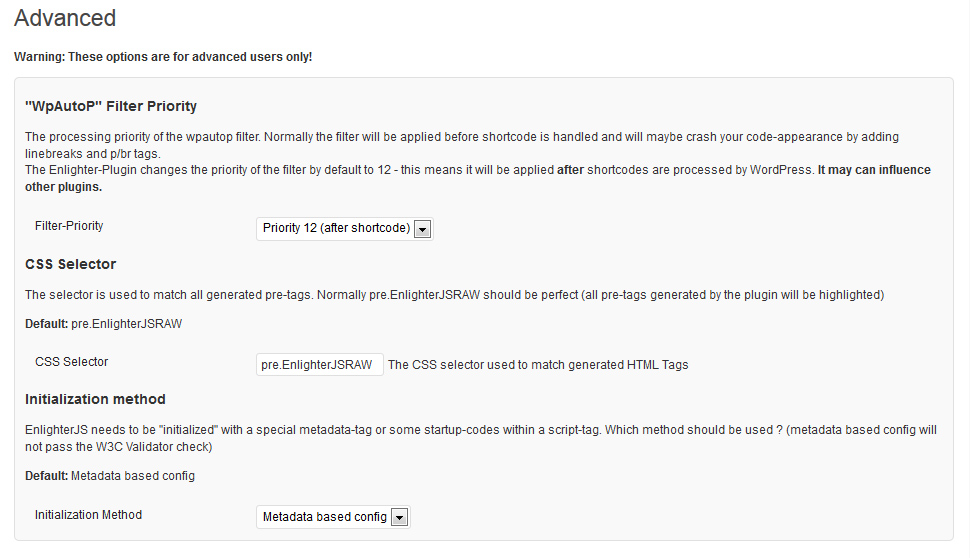 Advanced
Warning: These options are for advanced users only!
"WpAutoP" Filter Priority
The processing priority of the wpautop filter. Normally the filter will be applied before shortcode is handled and will maybe crash your code-appearance by adding
linebreaks and p/br tags.
The Enlighter-Plugin changes the priority of the filter by default to 12 - this means it will be applied after shortcodes are processed by WordPress. It may can influence
other plugins.
Filter-Priority Priority 12 (after shortcode)
CSS Selector
The selector is used to match all generated pre-tags. Normally pre.EnlighterJSRAW should be perfect (all pre-tags generated by the plugin will be highlighted)
Default: pre.EnlighterJSRAW
CSS Selector pre.EnlighterJSRAW The CSS selector used to match generated HTML Tags
Initialization method
EnlighterJS needs to be "initialized" with a special metadata-tag or some startup-codes within a script-tag. Which method should be used ? (metadata based config will
not pass the W3C Validator check)
Default: Metadata based config
Initialization Method Metadata based config